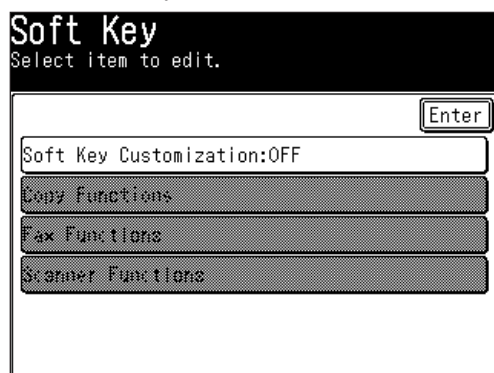 Soft Key
Select item to edit.
Enter
Soft Key Customization:OFF
Copy Functions
Fax Functions
Scanner Functions